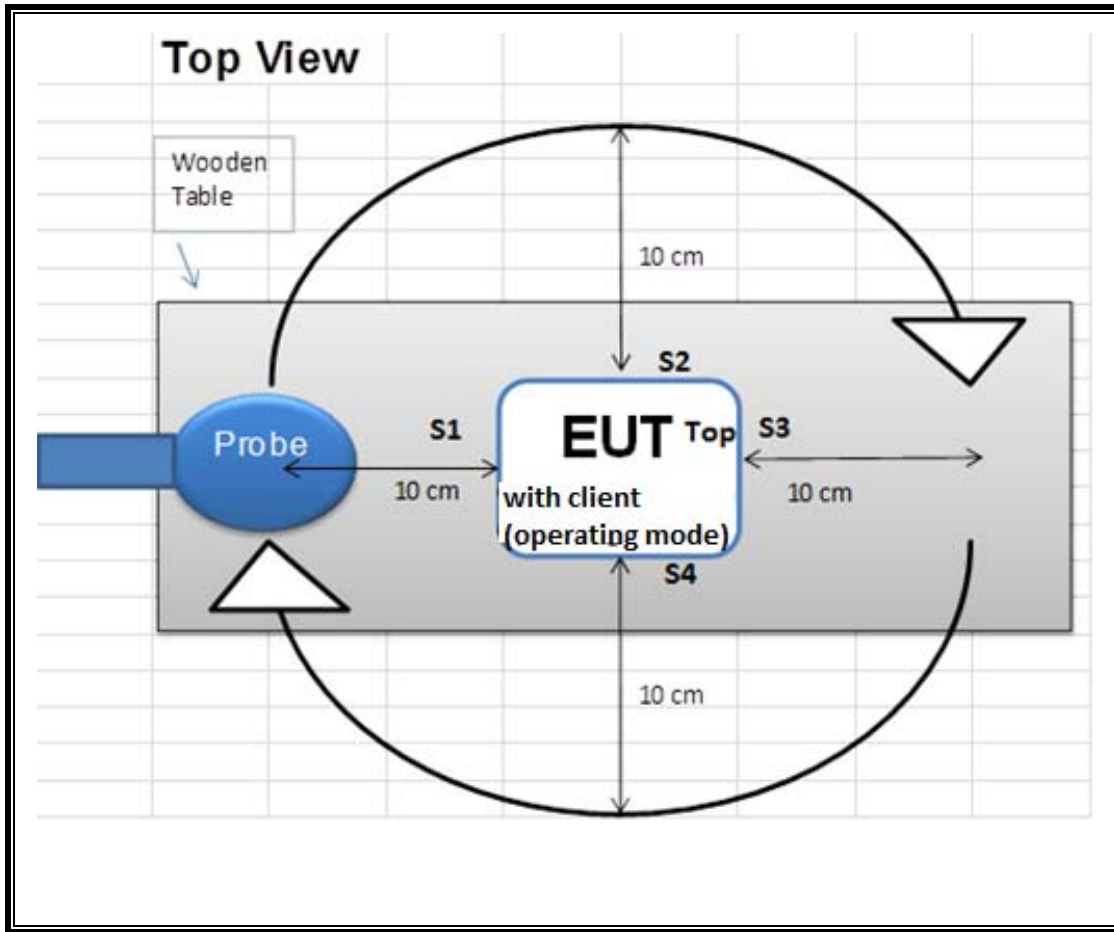 Top View
Wooden
Table
10 cm
S2
Probe
S1
EUT Top
S3
10 cm
10 cm
with client
(operating mode)
S4
10 cm